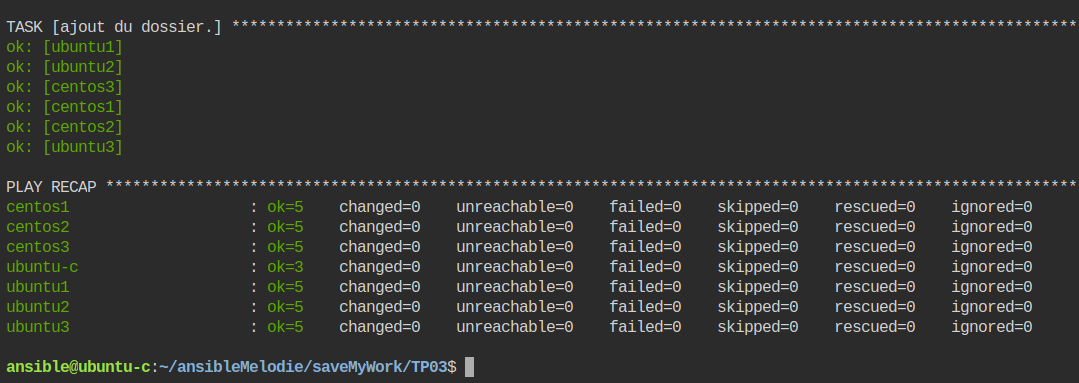 TASK [ajout du dossier.] **********************************************************************************************
ok: [ubuntu1]
ok: [ubuntu2]
ok: [centos3]
ok: [centos1]
ok: [centos2]
ok: [ubuntu3]
PLAY RECAP ************************************************************************************************************
centos1                    : ok=5    changed=0    unreachable=0    failed=0    skipped=0    rescued=0    ignored=0
centos2                    : ok=5    changed=0    unreachable=0    failed=0    skipped=0    rescued=0    ignored=0
centos3                    : ok=5    changed=0    unreachable=0    failed=0    skipped=0    rescued=0    ignored=0
ubuntu-c                   : ok=3    changed=0    unreachable=0    failed=0    skipped=0    rescued=0    ignored=0
ubuntu1                    : ok=5    changed=0    unreachable=0    failed=0    skipped=0    rescued=0    ignored=0
ubuntu2                    : ok=5    changed=0    unreachable=0    failed=0    skipped=0    rescued=0    ignored=0
ubuntu3                    : ok=5    changed=0    unreachable=0    failed=0    skipped=0    rescued=0    ignored=0
ansible@ubuntu-c:~/ansibleMelodie/saveMyWork/TP03$